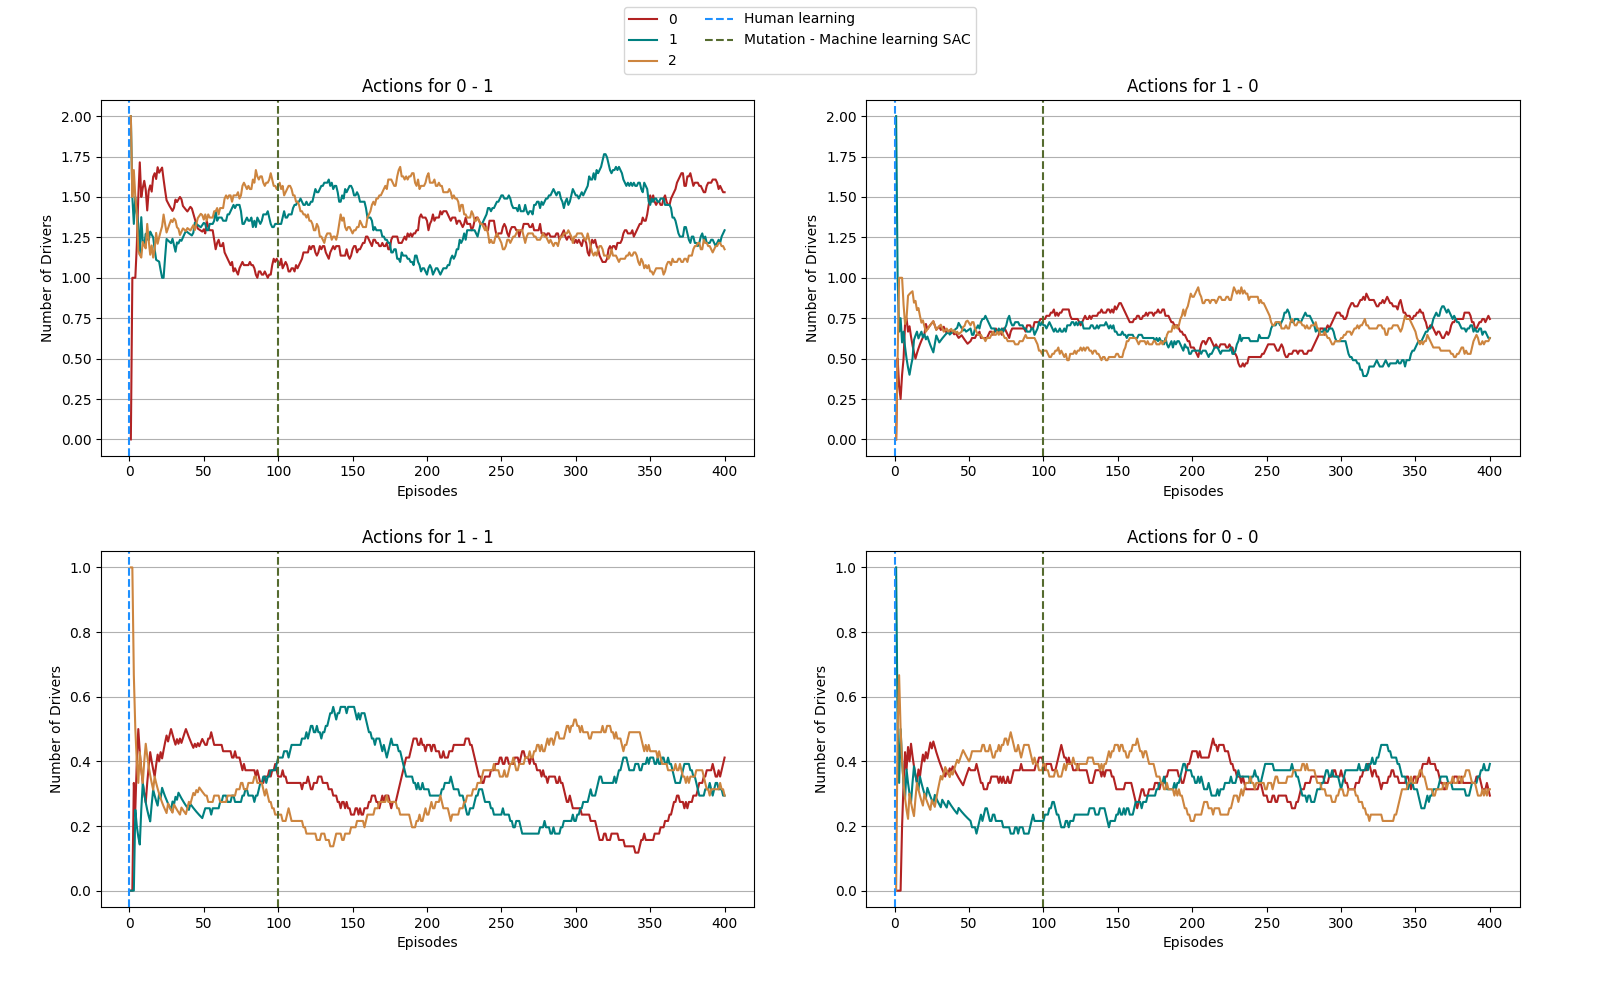 0
1
2
Human learning
Mutation - Machine learning SAC
Actions for 0 - 1
Number of Drivers
2.00
1.75
1.50
1.25
1.00
0.75
0.50
0.25
0.00
0 50 100 150 200 250 300 350 400
Episodes
Actions for 1 - 0
Number of Drivers
2.00
1.75
1.50
1.25
1.00
0.75
0.50
0.25
0.00
0 50 100 150 200 250 300 350 400
Episodes
Actions for 1 - 1
Number of Drivers
1.0
0.8
0.6
0.4
0.2
0.0
0 50 100 150 200 250 300 350 400
Episodes
Actions for 0 - 0
Number of Drivers
1.0
0.8
0.6
0.4
0.2
0.0
0 50 100 150 200 250 300 350 400
Episodes